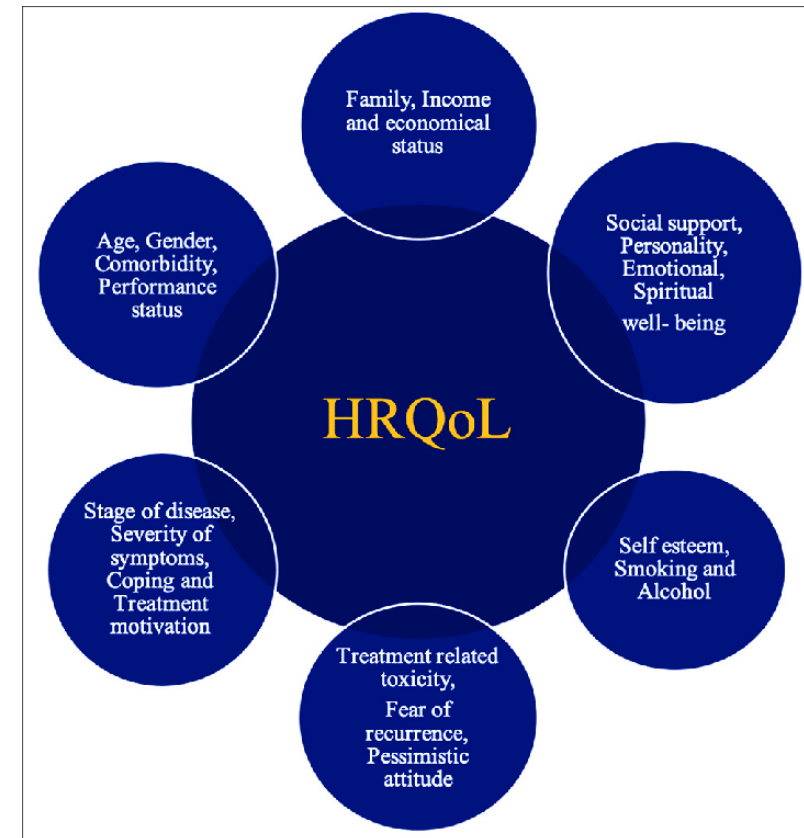 Family, Income
and economical
status
Social support,
Personality,
Emotional,
Spiritual
well- being
Age, Gender,
Comorbidity,
Performance
status
HRQoL
Stage of disease,
Severity of
symptoms,
Coping and
Treatment
motivation
Self esteem,
Smoking and
Alcohol
Treatment related
toxicity,
Fear of
recurrence,
Pessimistic
attitude